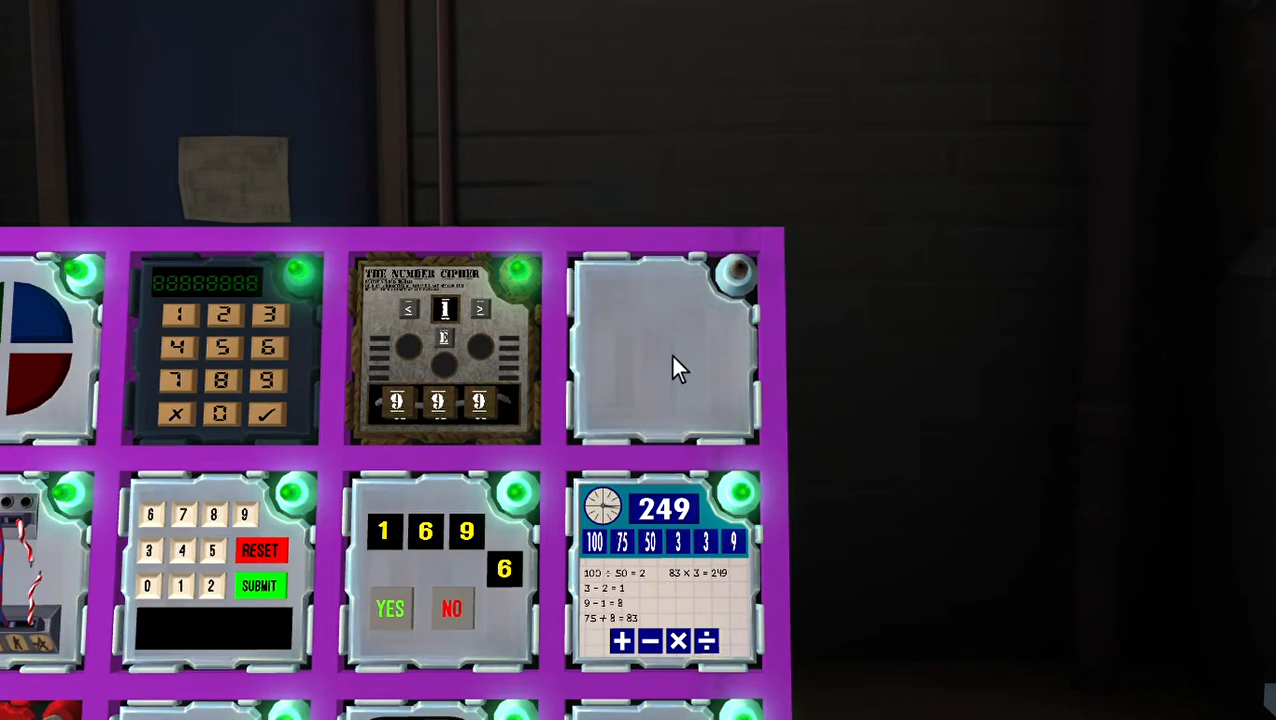 1 2 3
4 5 6
7 8 9
× 0 ✓
THE NUMBER CIPHER
≤ 1 ≥
E
9 9 9
6 7 8 9
3 4 5 RESET
0 1 2 SUBMIT
1 6 9
6
YES NO
249
100 75 50 3 3 9
100 ÷ 50 = 2 83 × 3 = 249
3 - 2 = 1
9 - 1 = 8
75 + 8 = 83
+ − × ÷